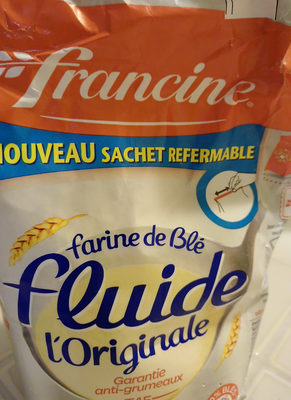 francine
NOUVEAU SACHET REFERMABLE
farine de Blé
fluide
l'Originale
Garantie
anti-grumeaux